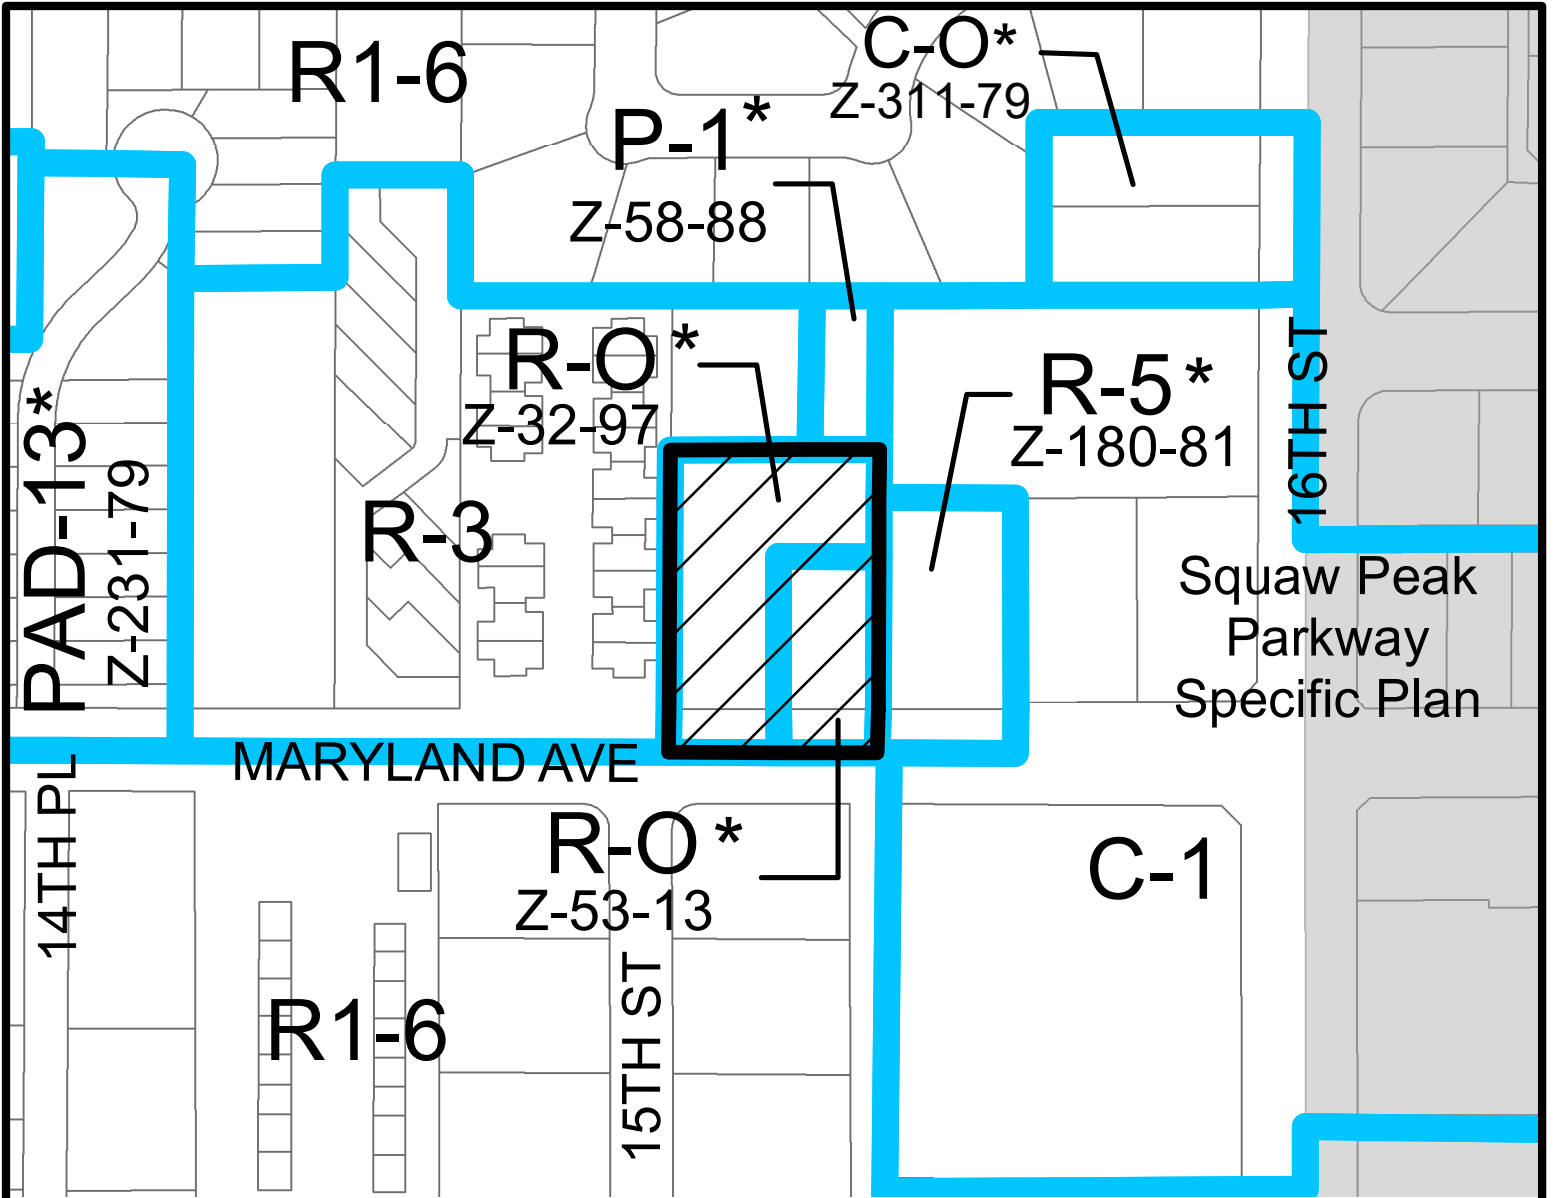 R1-6
C-O*
Z-311-79
P-1*
Z-58-88
R-O*
Z-32-97
R-5*
Z-180-81
16TH ST
PAD-13*
Z-231-79
R-3
Squaw Peak
Parkway
Specific Plan
MARYLAND AVE
14TH PL
R-O*
Z-53-13
C-1
R1-6
15TH ST